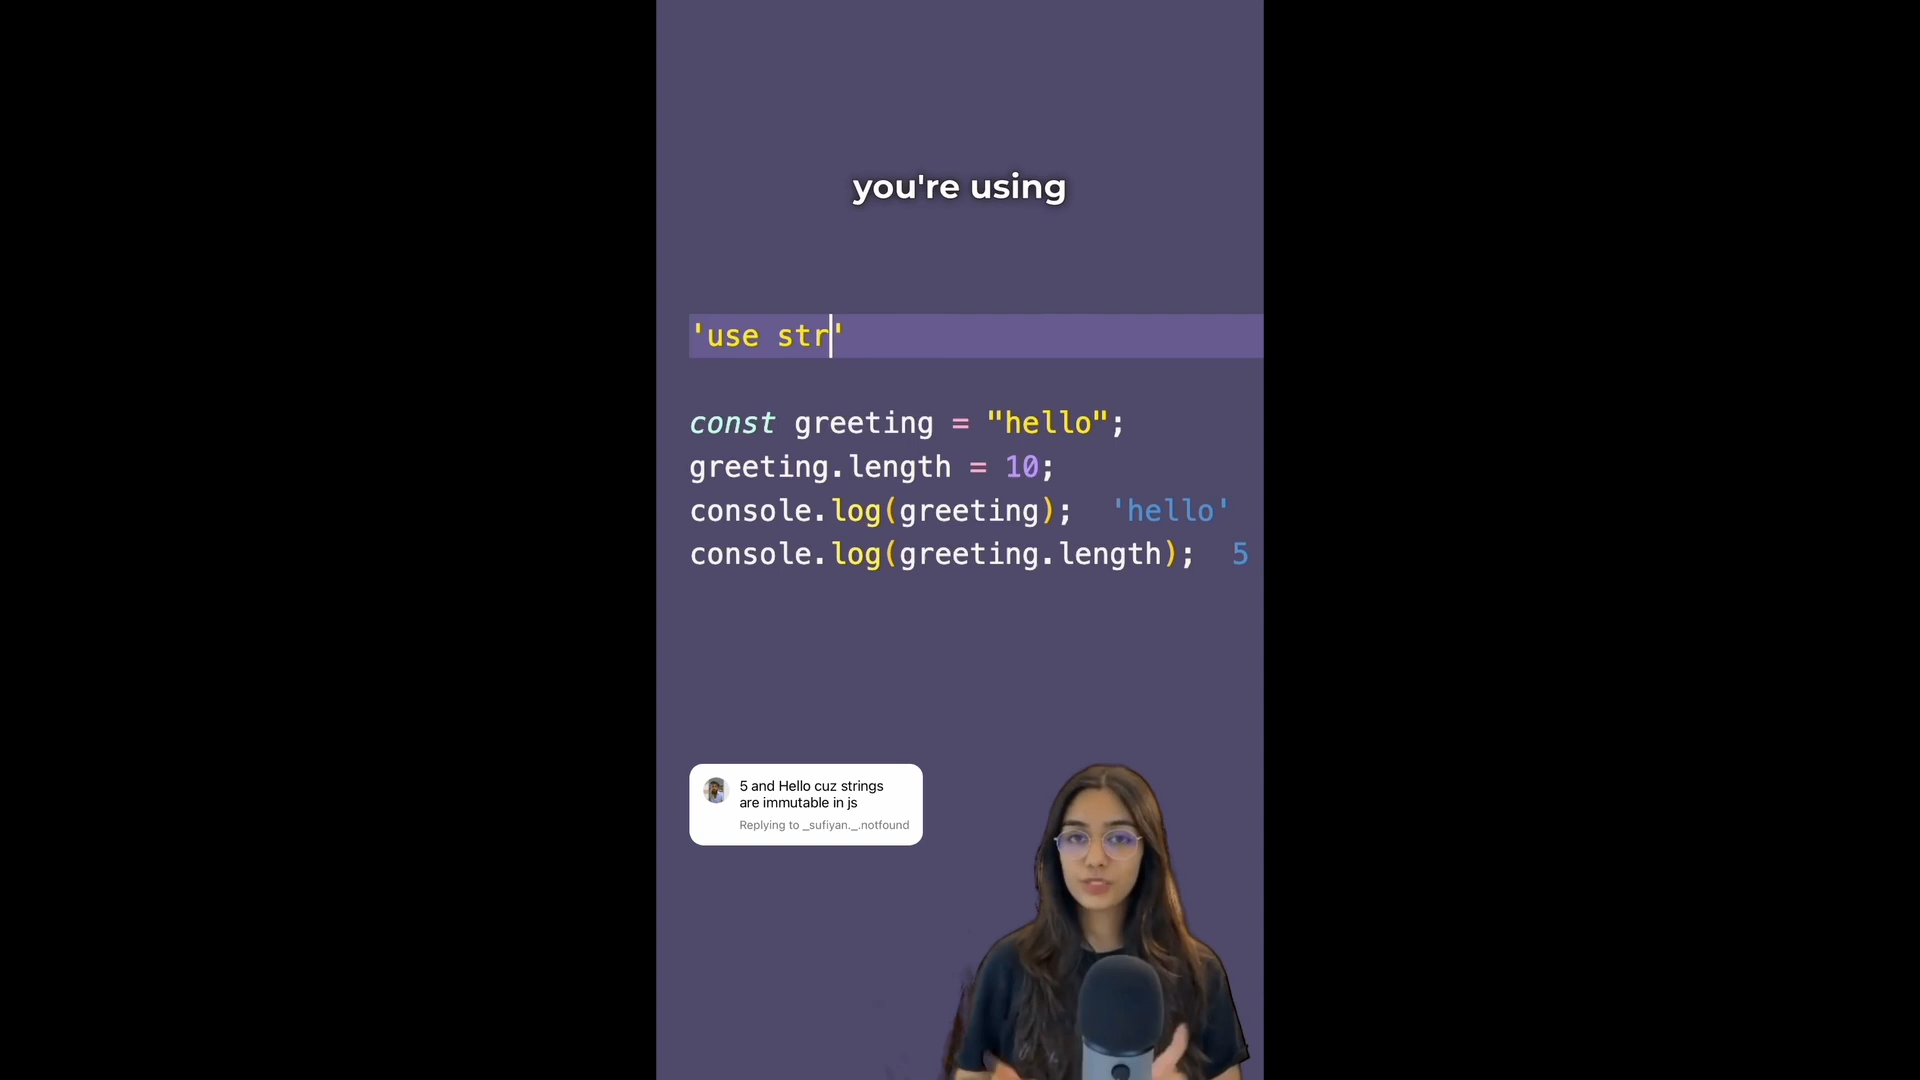 you're using
'use str'
const greeting = "hello";
greeting.length = 10;
console.log(greeting); 'hello'
console.log(greeting.length); 5
5 and Hello cuz strings
are immutable in js
Replying to _sufiyan._.notfound